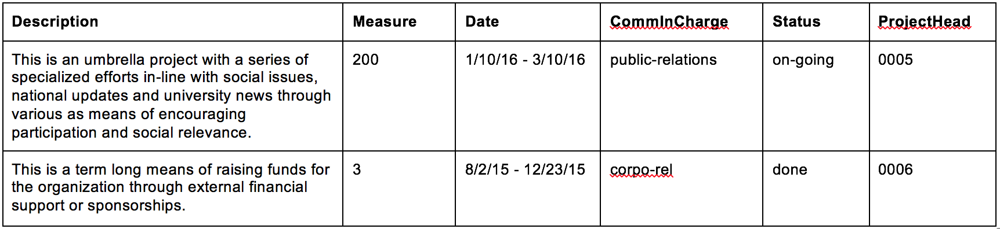 Description Measure Date CommInCharge Status ProjectHead
This is an umbrella project with a series of 200 1/10/16 - 3/10/16 public-relations on-going 0005
specialized efforts in-line with social issues,
national updates and university news through
various as means of encouraging
participation and social relevance.
This is a term long means of raising funds for 3 8/2/15 - 12/23/15 corpo-rel done 0006
the organization through external financial
support or sponsorships.